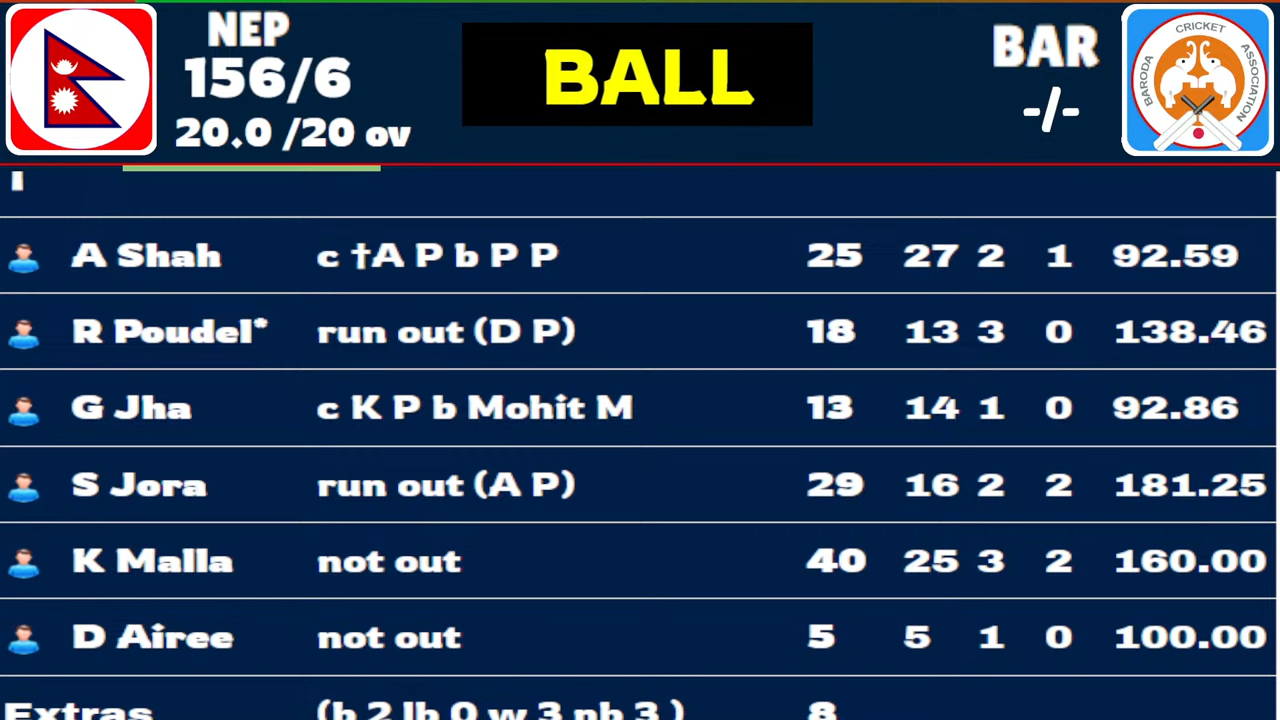 NEP
156/6
20.0 /20 ov
BALL
BAR
-/-
CRICKET
BARODA
ASSOCIATION
A Shah c †A P b P P 25 27 2 1 92.59
R Poudel* run out (D P) 18 13 3 0 138.46
G Jha c K P b Mohit M 13 14 1 0 92.86
S Jora run out (A P) 29 16 2 2 181.25
K Malla not out 40 25 3 2 160.00
D Airee not out 5 5 1 0 100.00
Extras (b 2 lb 0 w 3 nb 3 ) 8